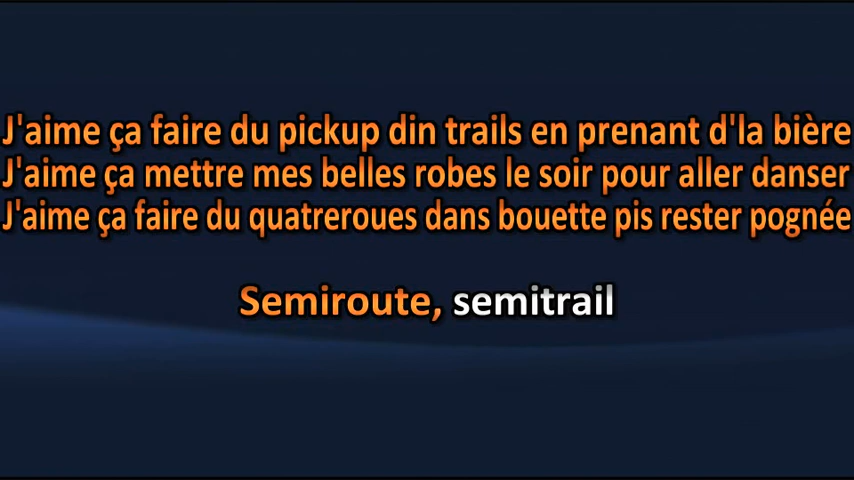 J'aime ça faire du pickup din trails en prenant d'la bière
J'aime ça mettre mes belles robes le soir pour aller danser
J'aime ça faire du quatreroues dans bouette pis rester pognée
Semiroute, semitrail